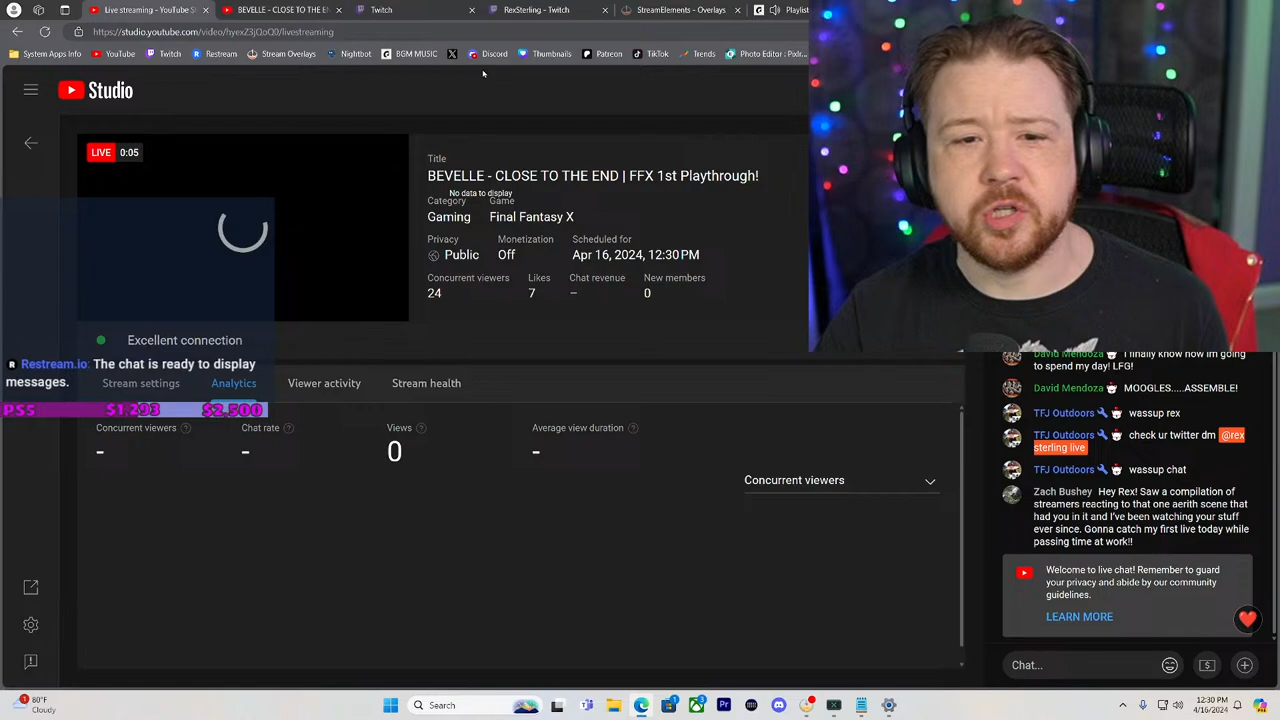 Live streaming - YouTube S
BEVELLE - CLOSE TO THE EN
Twitch
RexSterling - Twitch
StreamElements - Overlays
Playlis
https://studio.youtube.com/video/hyexZ3jQoQ0/livestreaming
System Apps Info
YouTube
Twitch
Restream
Stream Overlays
Nightbot
BGM MUSIC
Discord
Thumbnails
Patreon
TikTok
Trends
Photo Editor : Pixlr...
Studio
LIVE 0:05
Title
BEVELLE - CLOSE TO THE END | FFX 1st Playthrough!
No data to display
Category Game
Gaming Final Fantasy X
Privacy Monetization Scheduled for
Public Off Apr 16, 2024, 12:30 PM
Concurrent viewers Likes Chat revenue New members
24 7 – 0
Excellent connection
Restream.io: The chat is ready to display
messages.
Stream settings Analytics Viewer activity Stream health
PS5 $1,293 $2,500
Concurrent viewers Chat rate Views Average view duration
- - 0 -
Concurrent viewers
David Mendoza I finally know how im going
to spend my day! LFG!
David Mendoza MOOGLES.....ASSEMBLE!
TFJ Outdoors wassup rex
TFJ Outdoors check ur twitter dm @rex
sterling live
TFJ Outdoors wassup chat
Zach Bushey Hey Rex! Saw a compilation of
streamers reacting to that one aerith scene that
had you in it and I've been watching your stuff
ever since. Gonna catch my first live today while
passing time at work!!
Welcome to live chat! Remember to guard
your privacy and abide by our community
guidelines.
LEARN MORE
Chat...
80°F
Cloudy
Search
12:30 PM
4/16/2024